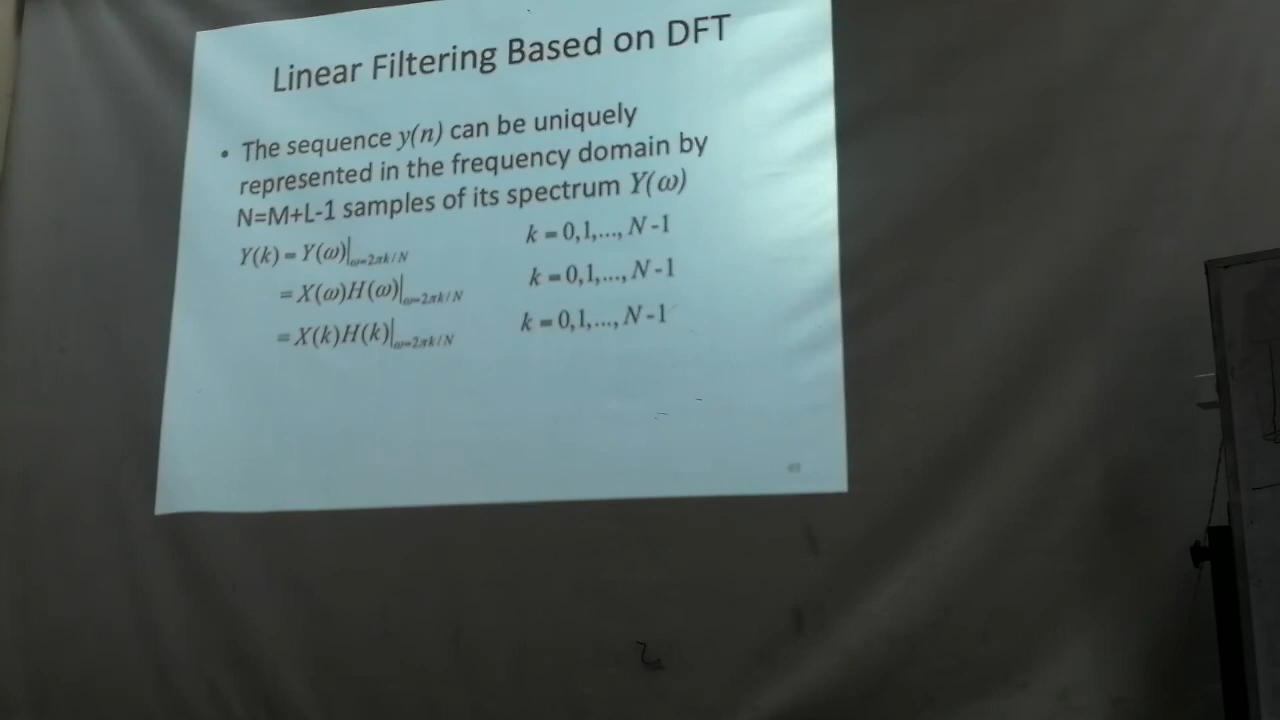 Linear Filtering Based on DFT
• The sequence y(n) can be uniquely
represented in the frequency domain by
N=M+L-1 samples of its spectrum Y(ω)
Y(k) = Y(ω)|ω=2πk/N k = 0,1,..., N-1
= X(ω)H(ω)|ω=2πk/N k = 0,1,..., N-1
= X(k)H(k)|ω=2πk/N k = 0,1,..., N-1